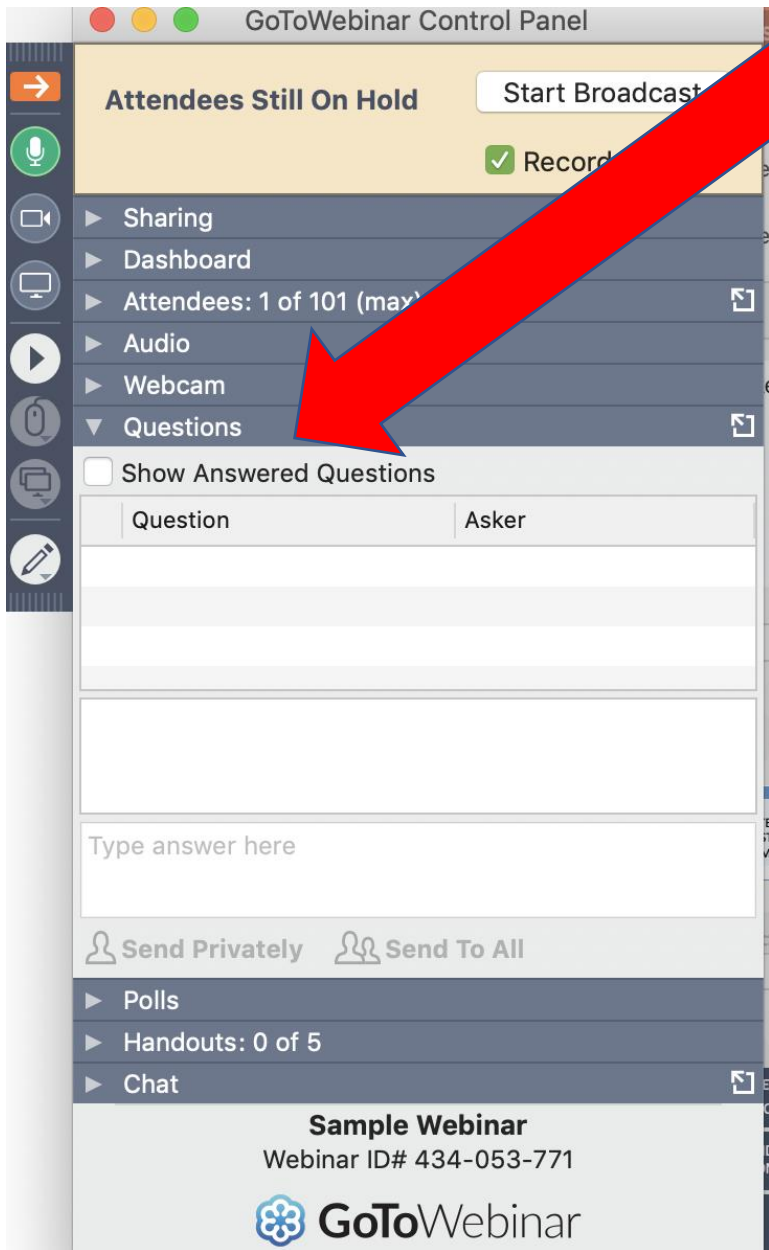 GoToWebinar Control Panel
Attendees Still On Hold
Start Broadcast
Record
Sharing
Dashboard
Attendees: 1 of 101 (max)
Audio
Webcam
Questions
Show Answered Questions
Question Asker
Type answer here
Send Privately Send To All
Polls
Handouts: 0 of 5
Chat
Sample Webinar
Webinar ID# 434-053-771
GoToWebinar